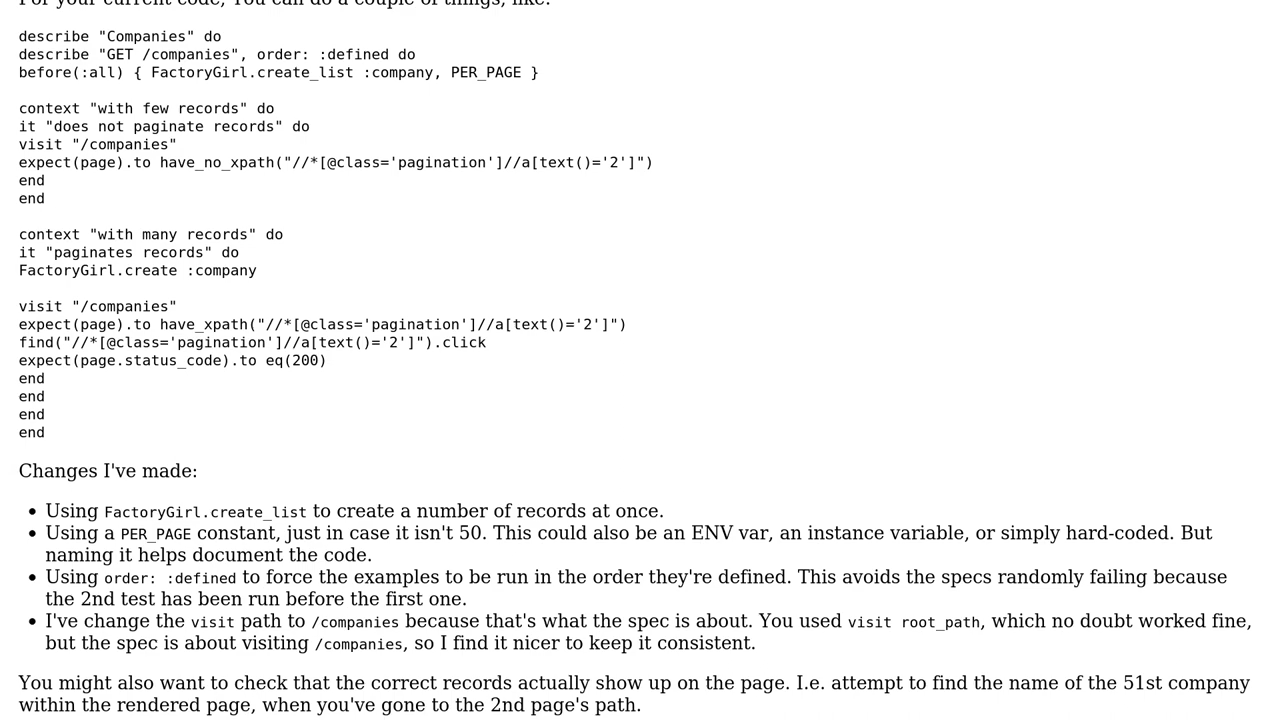 For your current code, You can do a couple of things, like:
describe "Companies" do
describe "GET /companies", order: :defined do
before(:all) { FactoryGirl.create_list :company, PER_PAGE }
context "with few records" do
it "does not paginate records" do
visit "/companies"
expect(page).to have_no_xpath("//*[@class='pagination']//a[text()='2']")
end
end
context "with many records" do
it "paginates records" do
FactoryGirl.create :company
visit "/companies"
expect(page).to have_xpath("//*[@class='pagination']//a[text()='2']")
find("//*[@class='pagination']//a[text()='2']").click
expect(page.status_code).to eq(200)
end
end
end
end
Changes I've made:
• Using FactoryGirl.create_list to create a number of records at once.
• Using a PER_PAGE constant, just in case it isn't 50. This could also be an ENV var, an instance variable, or simply hard-coded. But
naming it helps document the code.
• Using order: :defined to force the examples to be run in the order they're defined. This avoids the specs randomly failing because
the 2nd test has been run before the first one.
• I've change the visit path to /companies because that's what the spec is about. You used visit root_path, which no doubt worked fine,
but the spec is about visiting /companies, so I find it nicer to keep it consistent.
You might also want to check that the correct records actually show up on the page. I.e. attempt to find the name of the 51st company
within the rendered page, when you've gone to the 2nd page's path.